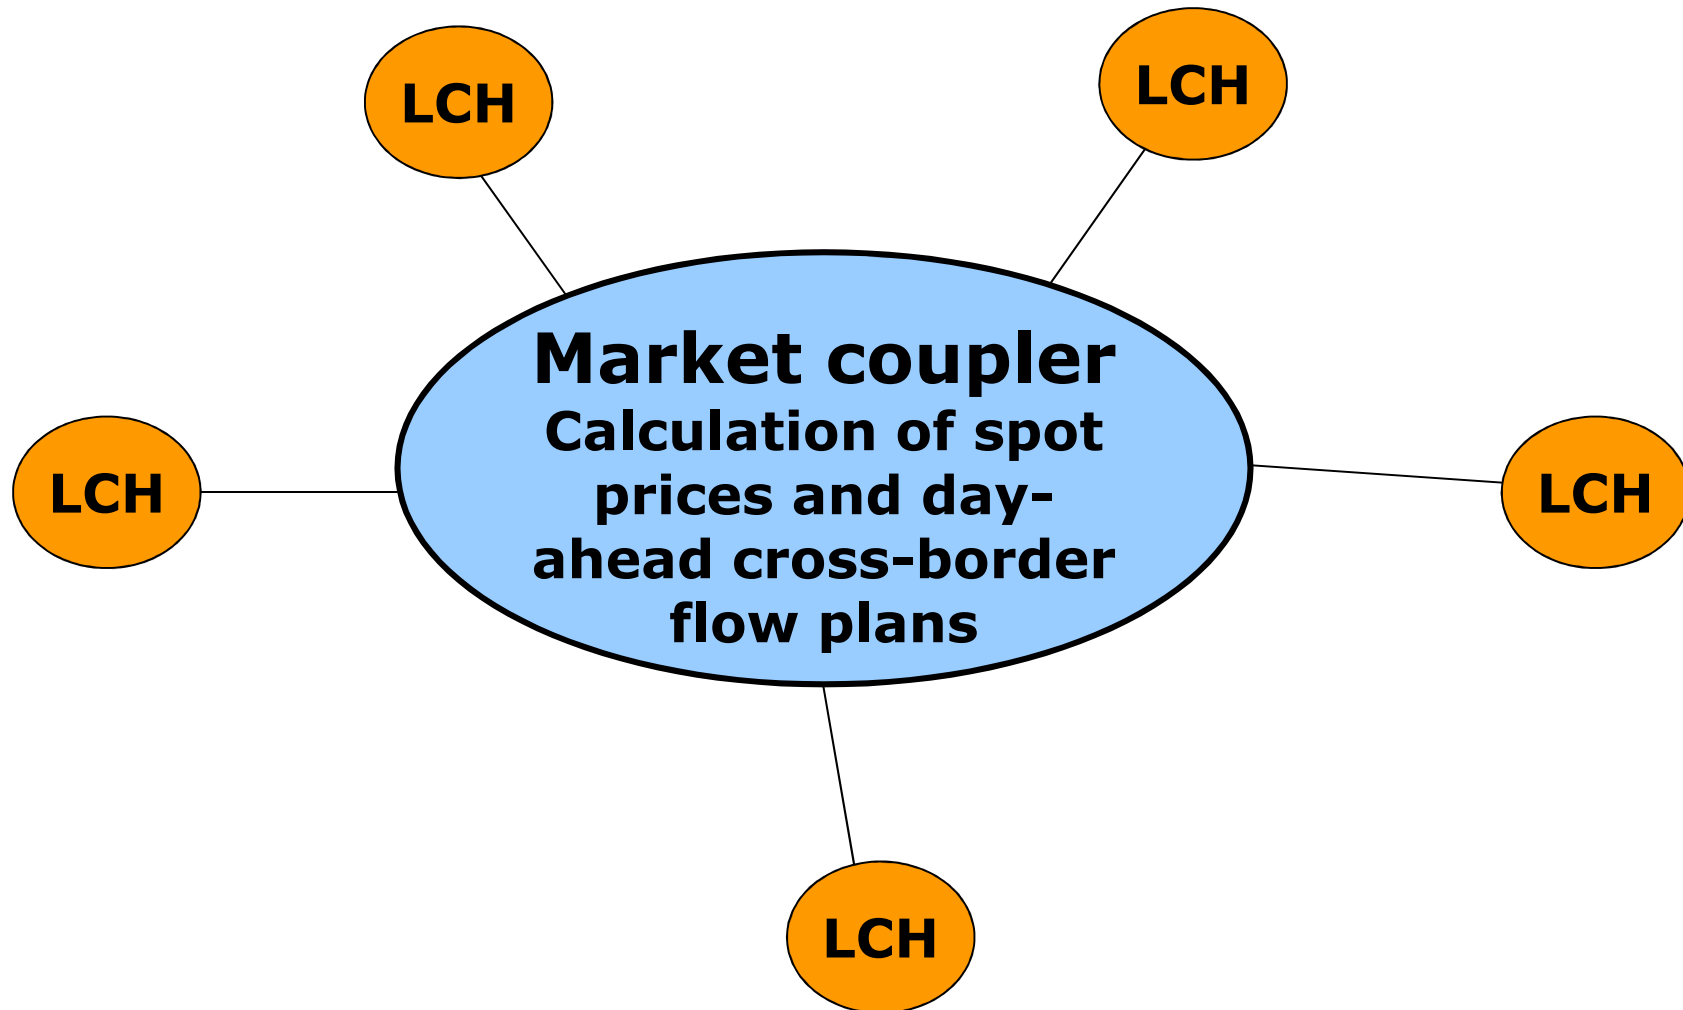 LCH
LCH
Market coupler
Calculation of spot
prices and day-
ahead cross-border
flow plans
LCH
LCH
LCH